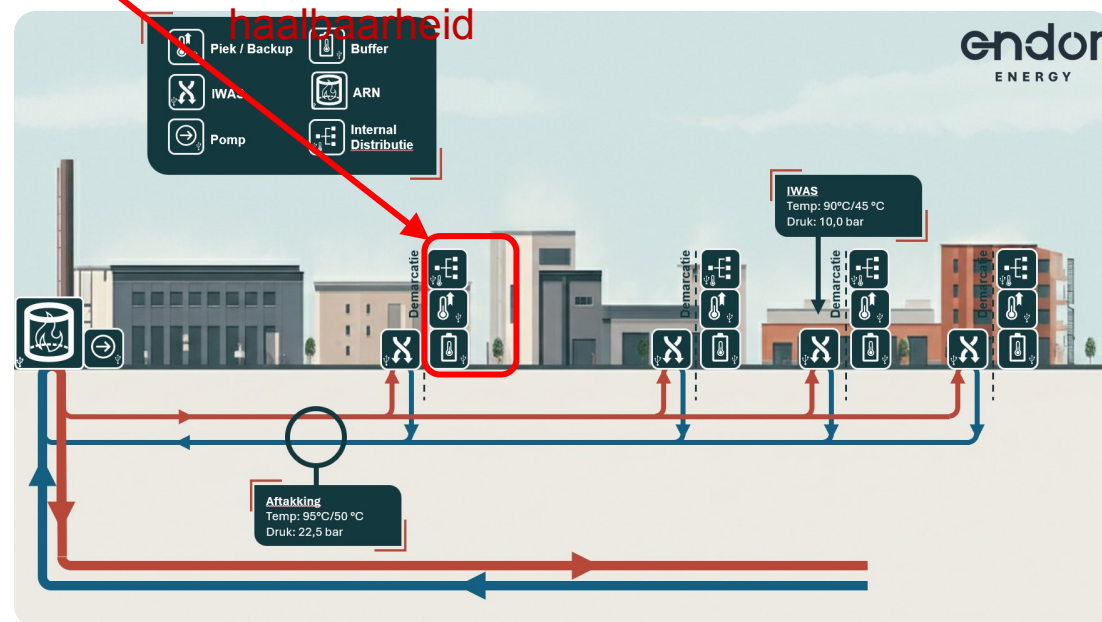 haalbaarheid
Piek / Backup
Buffer
IWAS
ARN
Pomp
Internal
Distributie
endor
ENERGY
IWAS
Temp: 90°C/45 °C
Druk: 10,0 bar
Demarcatie
Demarcatie
Demarcatie
Demarcatie
Aftakking
Temp: 95°C/50 °C
Druk: 22,5 bar